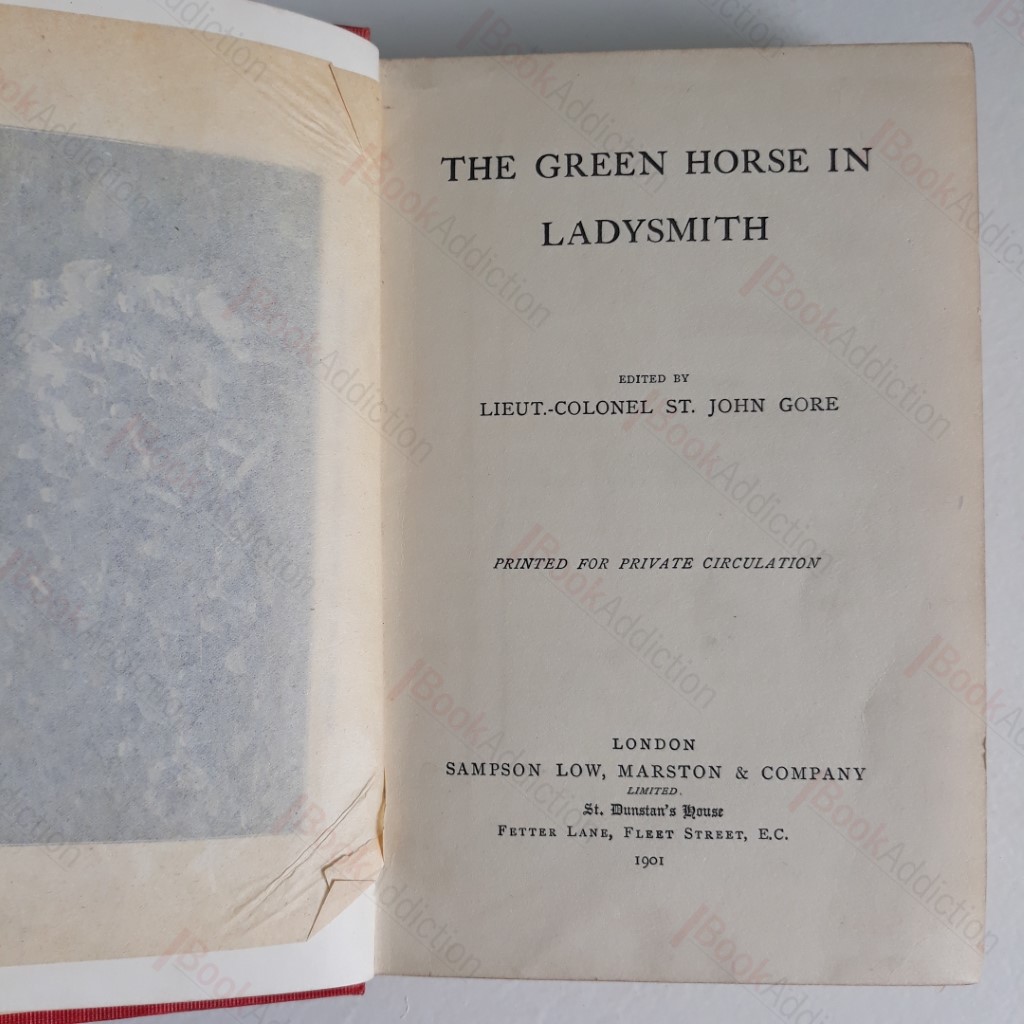 THE GREEN HORSE IN
LADYSMITH
EDITED BY
LIEUT.-COLONEL ST. JOHN GORE
PRINTED FOR PRIVATE CIRCULATION
LONDON
SAMPSON LOW, MARSTON & COMPANY
LIMITED.
St. Dunstan's House
FETTER LANE, FLEET STREET, E.C.
1901
BookAddiction